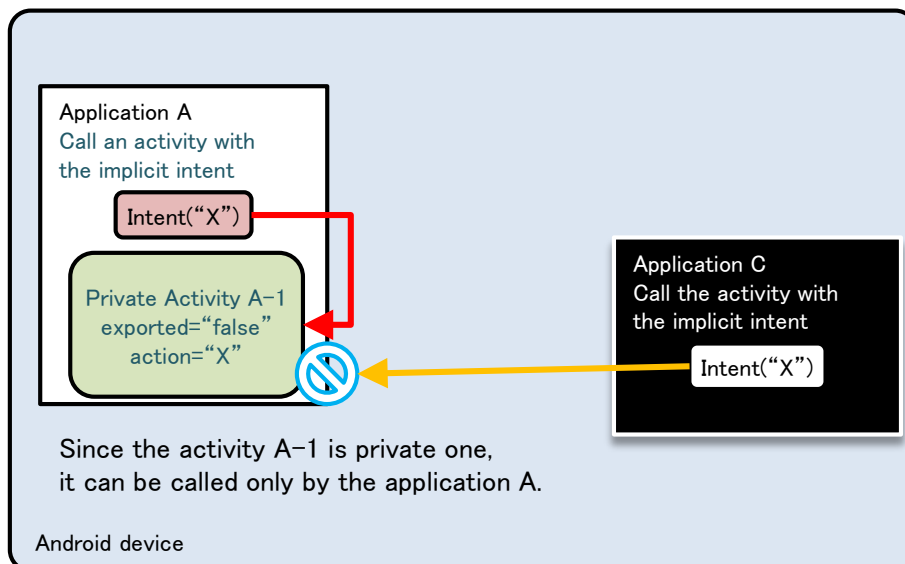 Application A
Call an activity with
the implicit intent
Intent(“X”)
Private Activity A-1
exported=“false”
action=“X”
Application C
Call the activity with
the implicit intent
Intent(“X”)
Since the activity A-1 is private one,
it can be called only by the application A.
Android device